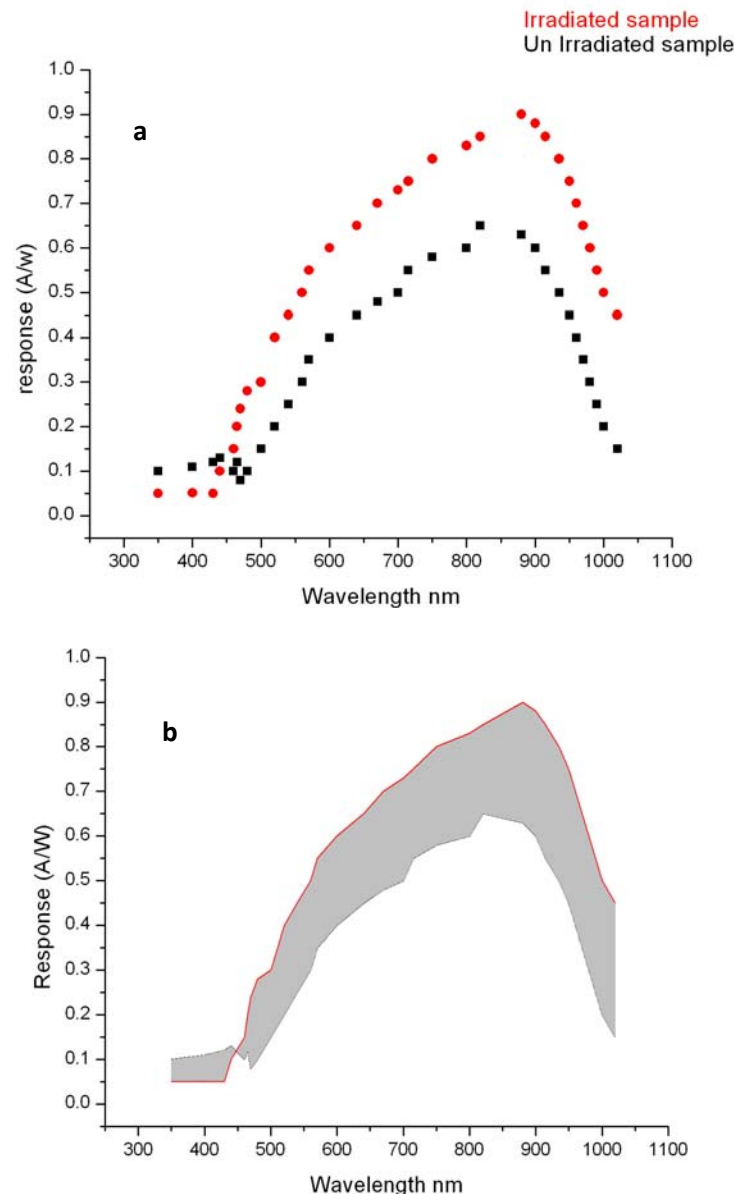 Irradiated sample
Un Irradiated sample
a
1.0
0.9
0.8
0.7
0.6
0.5
0.4
0.3
0.2
0.1
0.0
response (A/w)
300 400 500 600 700 800 900 1000 1100
Wavelength nm
b
1.0
0.9
0.8
0.7
0.6
0.5
0.4
0.3
0.2
0.1
0.0
Response (A/W)
300 400 500 600 700 800 900 1000 1100
Wavelength nm